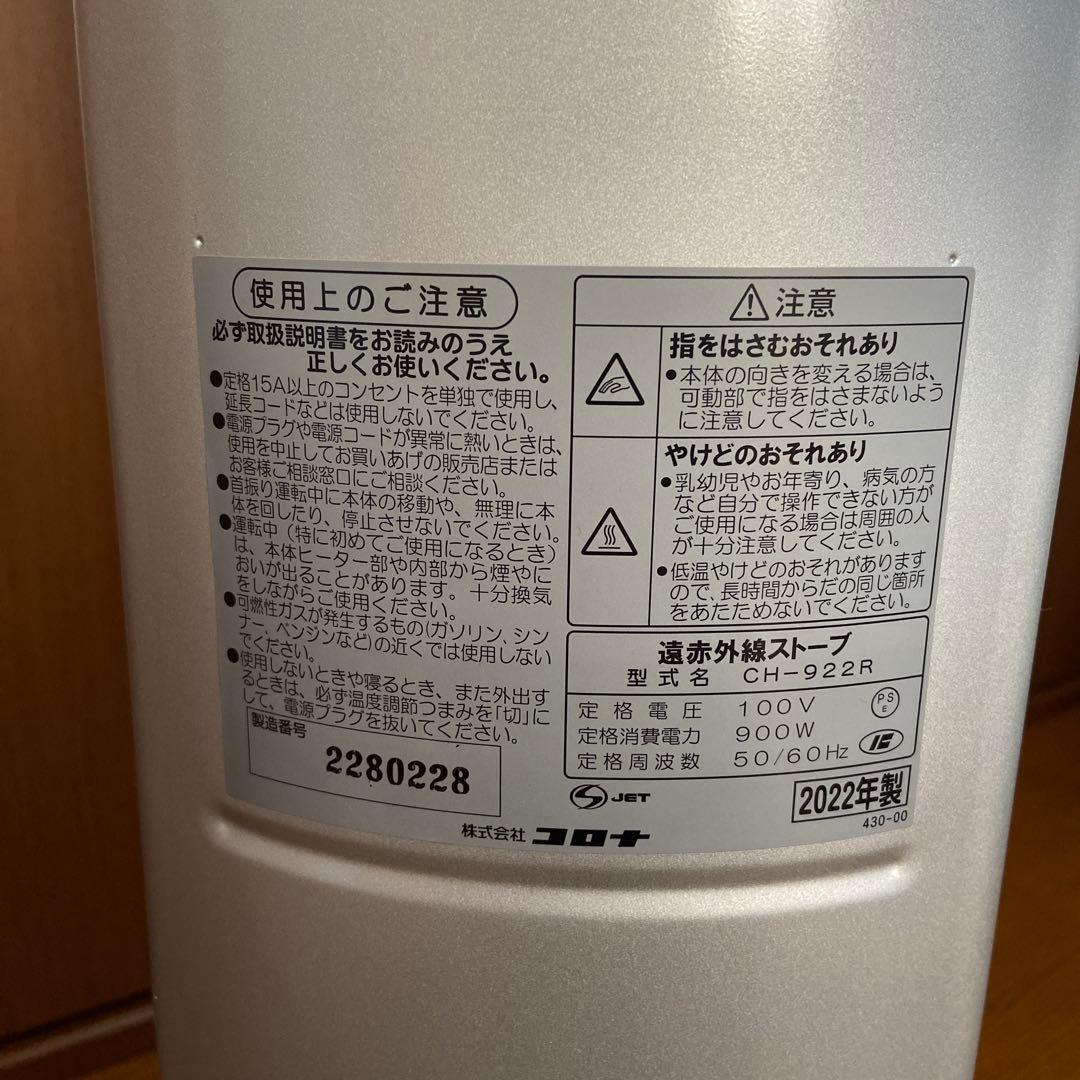 使用上のご注意
必ず取扱説明書をお読みのうえ
正しくお使いください。
●定格15A以上のコンセントを単独で使用し、
延長コードなどは使用しないでください。
●電源プラグや電源コードが異常に熱いときは、
使用を中止してお買いあげの販売店または
お客様ご相談窓口にご相談ください。
●首振り運転中に本体の移動や、無理に本
体を回したり、停止させないでください。
●運転中(特に初めてご使用になるとき)
は、本体ヒーター部や内部から煙やに
おいが出ることがあります。十分換気
をしながらご使用ください。
●可燃性ガスが発生するもの(ガソリン、シン
ナー、ベンジンなど)の近くでは使用しない
でください。
●使用しないときや寝るとき、また外出す
るときは、必ず温度調節つまみを「切」に
して、電源プラグを抜いてください。
製造番号
2280228
注意
指をはさむおそれあり
●本体の向きを変える場合は、
可動部で指をはさまないよう
に注意してください。
やけどのおそれあり
●乳幼児やお年寄り、病気の方
など自分で操作できない方が
ご使用になる場合は周囲の人
が十分注意してください。
●低温やけどのおそれがあります
ので、長時間からだの同じ箇所
をあたためないでください。
遠赤外線ストーブ
型式名 CH-922R
定格電圧 100V
定格消費電力 900W
定格周波数 50/60Hz
PS
E
JET
2022年製
430-00
株式会社 コロナ